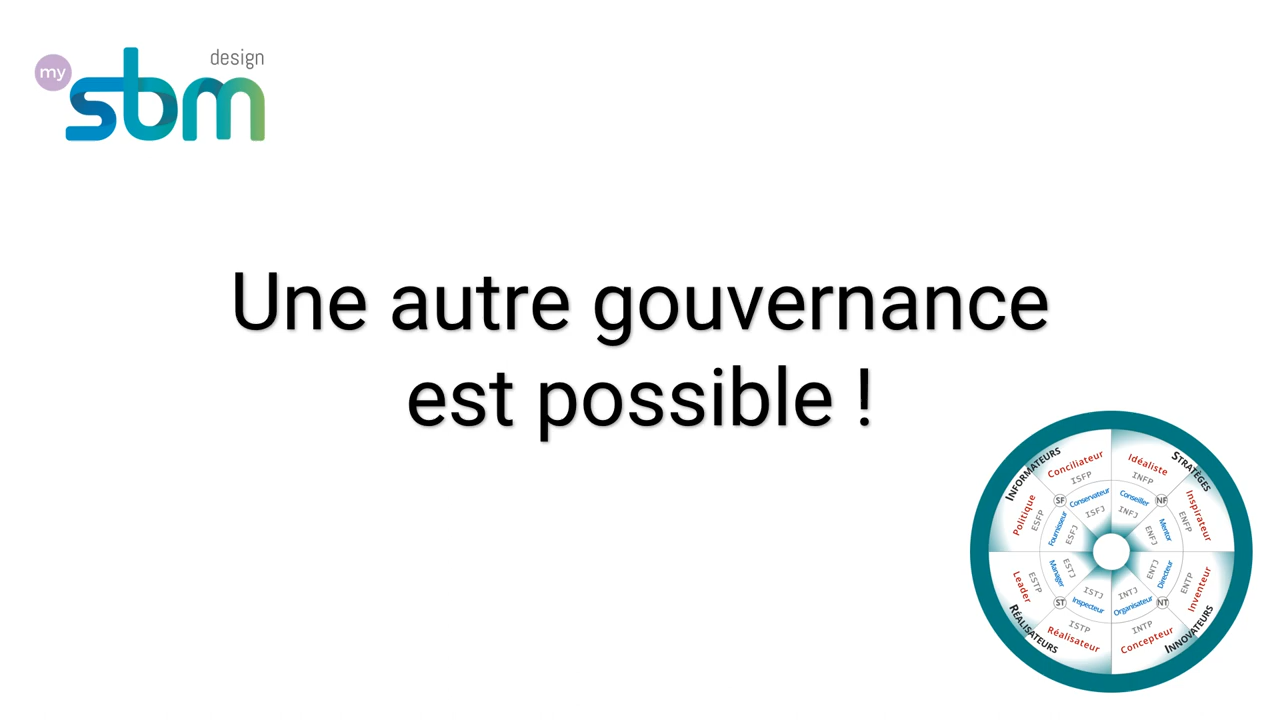 my
sbm
design
Une autre gouvernance
est possible !
INFORMATEURS
STRATÈGES
Conciliateur
ISFP
Idéaliste
INFP
Politique
ESFP
Inspirateur
ENFP
SF
NF
Conservateur
ISFJ
Conseiller
INFJ
Fournisseur
ESFJ
Mentor
ENFJ
Manager
ESTJ
Directeur
ENTJ
Inspecteur
ISTJ
Organisateur
INTJ
ST
NT
Leader
ESTP
Inventeur
ENTP
Réalisateur
ISTP
Concepteur
INTP
RÉALISATEURS
INNOVATEURS